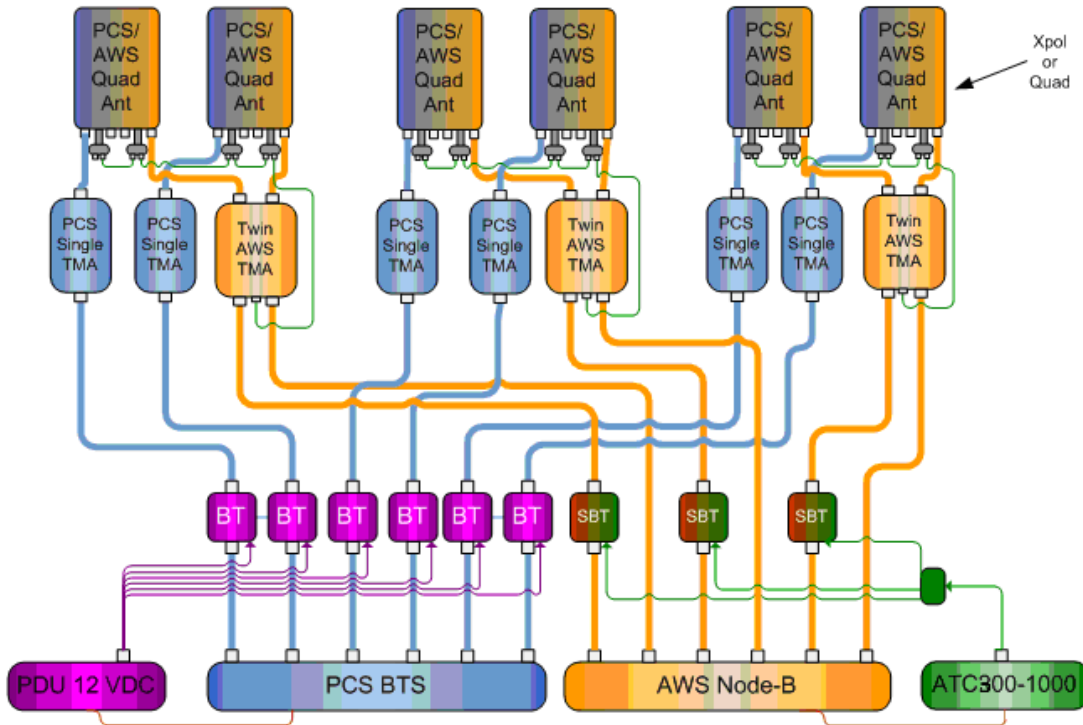 PCS/
AWS
Quad
Ant
PCS/
AWS
Quad
Ant
PCS/
AWS
Quad
Ant
PCS/
AWS
Quad
Ant
PCS/
AWS
Quad
Ant
PCS/
AWS
Quad
Ant
Xpol
or
Quad
PCS
Single
TMA
PCS
Single
TMA
Twin
AWS
TMA
PCS
Single
TMA
PCS
Single
TMA
Twin
AWS
TMA
PCS
Single
TMA
PCS
Single
TMA
Twin
AWS
TMA
BT
BT
BT
BT
BT
BT
SBT
SBT
SBT
PDU 12 VDC
PCS BTS
AWS Node-B
ATC300-1000